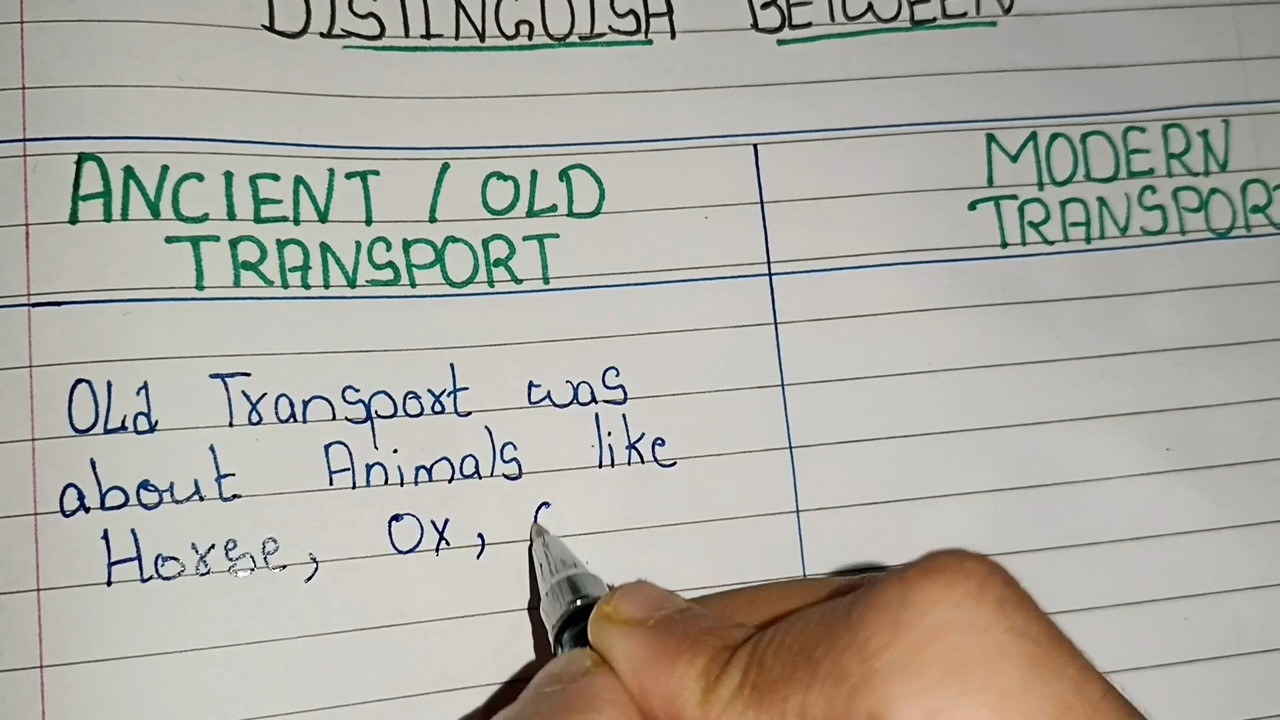 DISTINGUISH BETWEEN
ANCIENT / OLD
TRANSPORT
MODERN
TRANSPORT
Old Transport was
about Animals like
Horse, Ox,